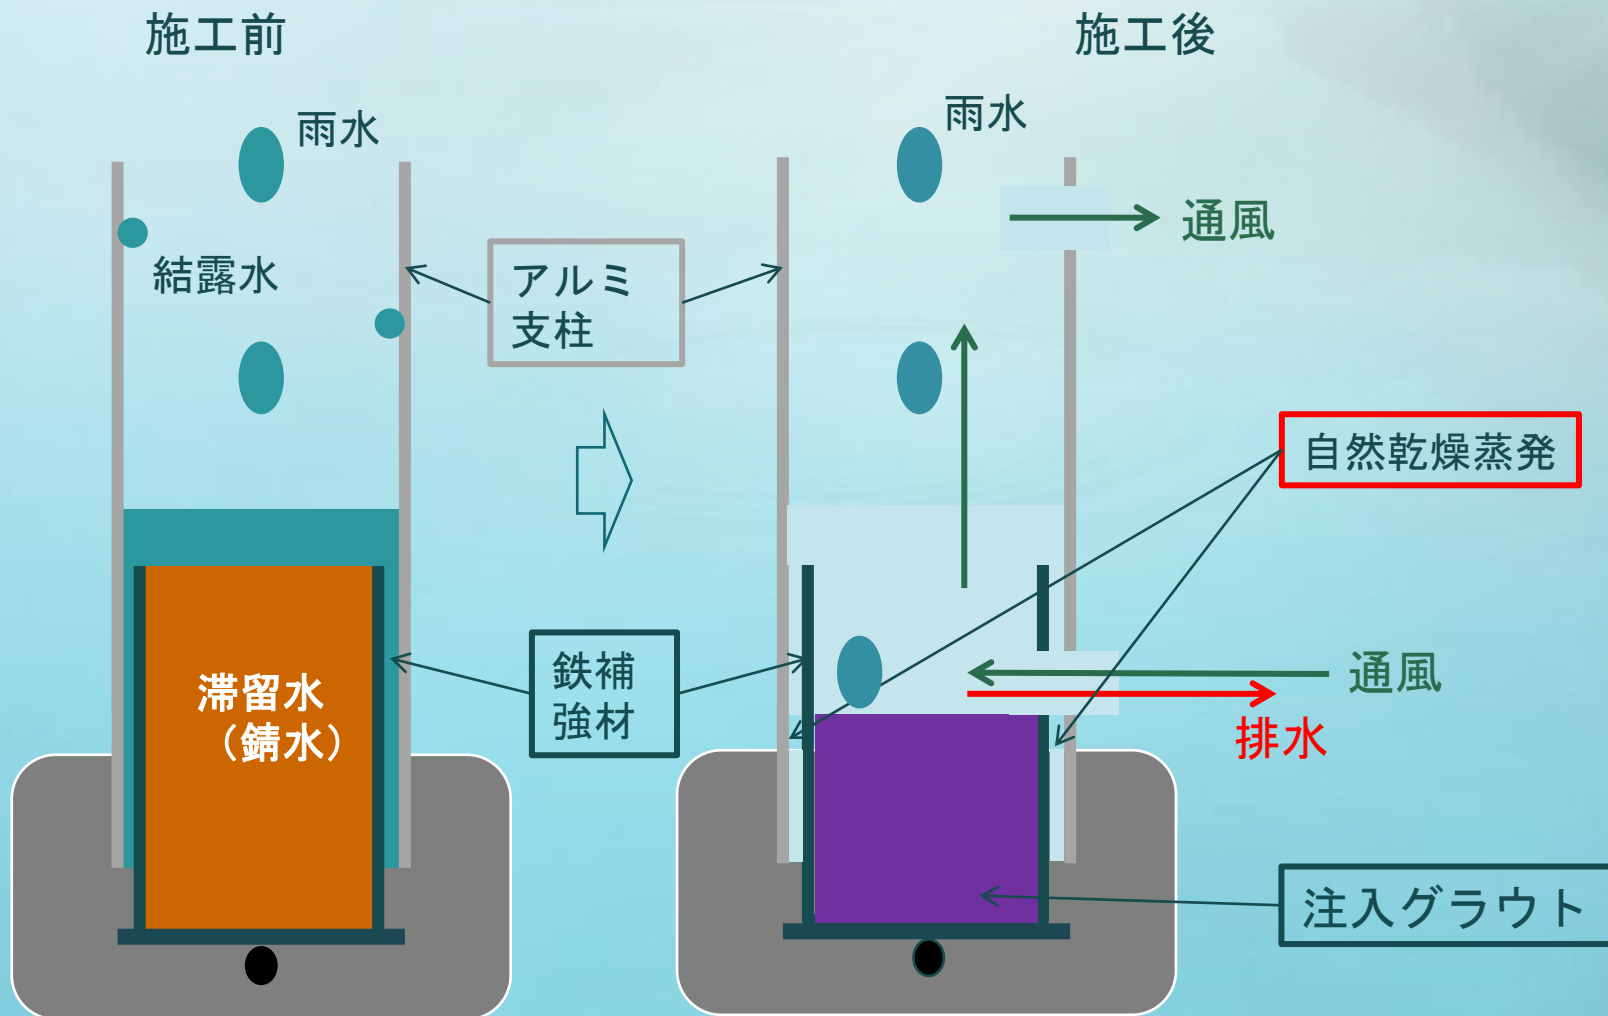 施工前
施工後
雨水
雨水
通風
結露水
アルミ
支柱
自然乾燥蒸発
鉄補
強材
通風
滞留水
（錆水）
排水
注入グラウト